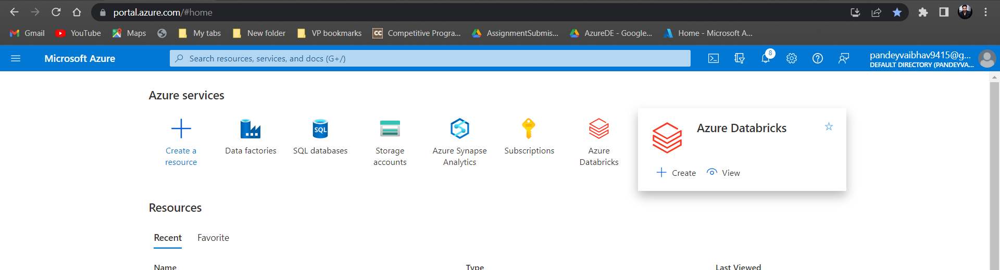 portal.azure.com/#home
Gmail YouTube Maps My tabs New folder VP bookmarks CC Competitive Progra... AssignmentSubmis... AzureDE - Google... Home - Microsoft A...
Microsoft Azure Search resources, services, and docs (G+/) 8 pandeyvaibhav9415@g...
DEFAULT DIRECTORY (PANDEYVA...
Azure services
SQL
Create a resource
Data factories
SQL databases
Storage accounts
Azure Synapse Analytics
Subscriptions
Azure Databricks
Azure Databricks
Create View
Resources
Recent Favorite
Name Type Last Viewed